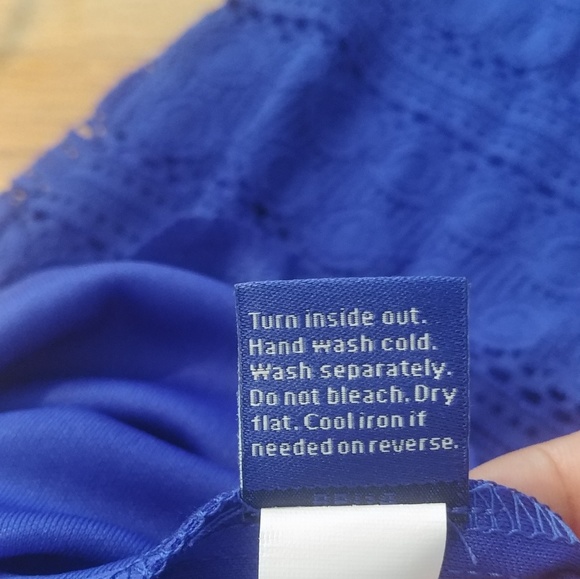 Turn inside out.
Hand wash cold.
Wash separately.
Do not bleach. Dry
flat. Cool iron if
needed on reverse.